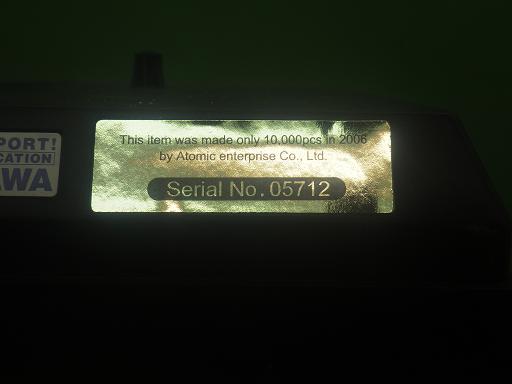 This item was made only 10,000pcs in 2006
by Atomic enterprise Co., Ltd.
Serial No. 05712
PORT!
CATION
AWA